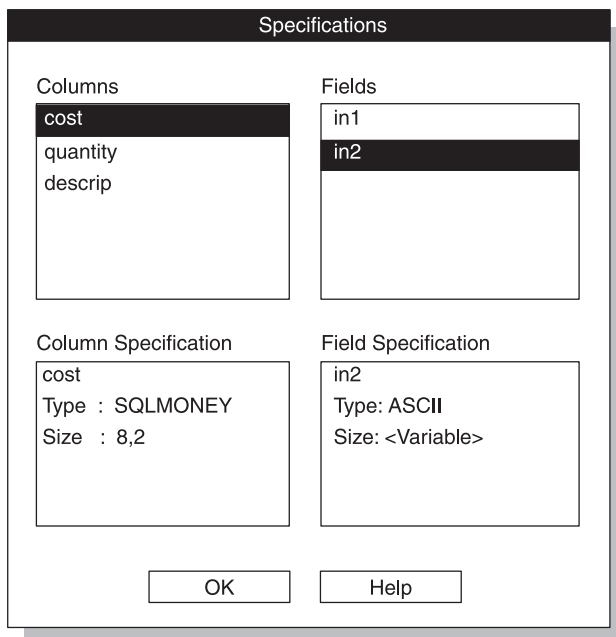 Specifications
Columns
cost
quantity
descrip
Fields
in1
in2
Column Specification
cost
Type : SQLMONEY
Size : 8,2
Field Specification
in2
Type: ASCII
Size: <Variable>
OK
Help